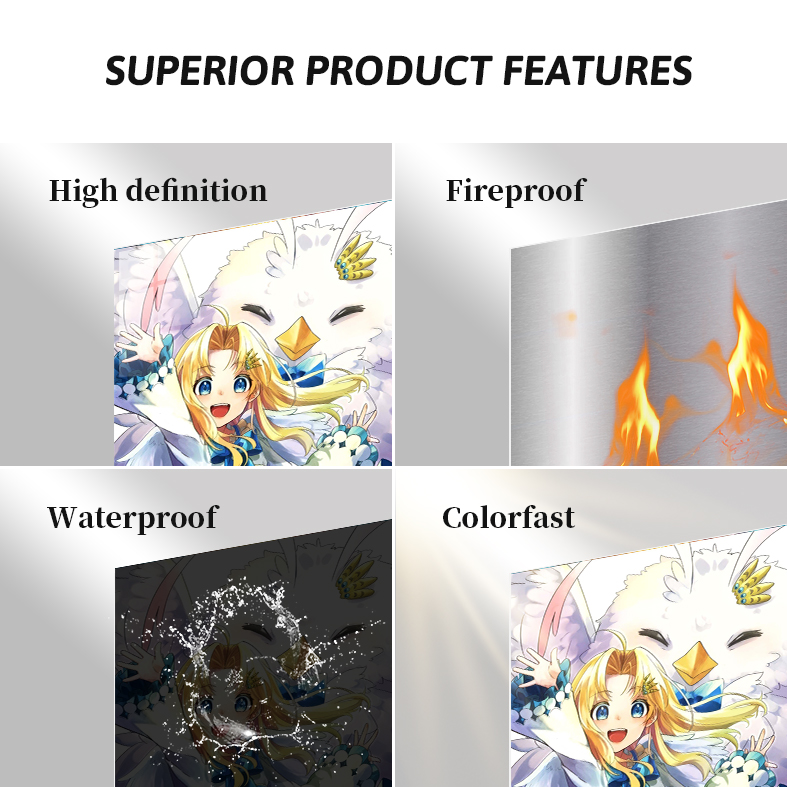 SUPERIOR PRODUCT FEATURES
High definition
Fireproof
Waterproof
Colorfast